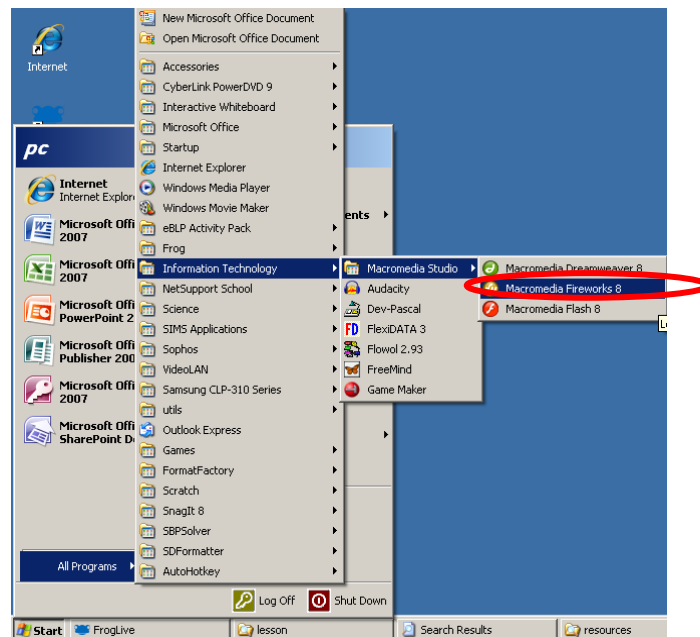 New Microsoft Office Document
Open Microsoft Office Document
Internet
Accessories
CyberLink PowerDVD 9
Interactive Whiteboard
Microsoft Office
Startup
Internet Explorer
Windows Media Player
Windows Movie Maker
eBLP Activity Pack
Frog
Information Technology
NetSupport School
Science
SIMS Applications
Sophos
VideoLAN
Samsung CLP-310 Series
utils
Outlook Express
Games
FormatFactory
Scratch
SnagIt 8
SBPSolver
SDFormatter
AutoHotkey
pc
Internet
Internet Explor
Microsoft Offi
2007
Microsoft Offi
2007
Microsoft Offi
PowerPoint 2
Microsoft Offi
Publisher 200
Microsoft Offi
2007
Microsoft Offi
SharePoint D
ents
Macromedia Studio
Audacity
Dev-Pascal
FD FlexiDATA 3
Flowol 2.93
FreeMind
Game Maker
Macromedia Dreamweaver 8
Macromedia Fireworks 8
Macromedia Flash 8
All Programs
Log Off
Shut Down
Start
FrogLive
lesson
Search Results
resources